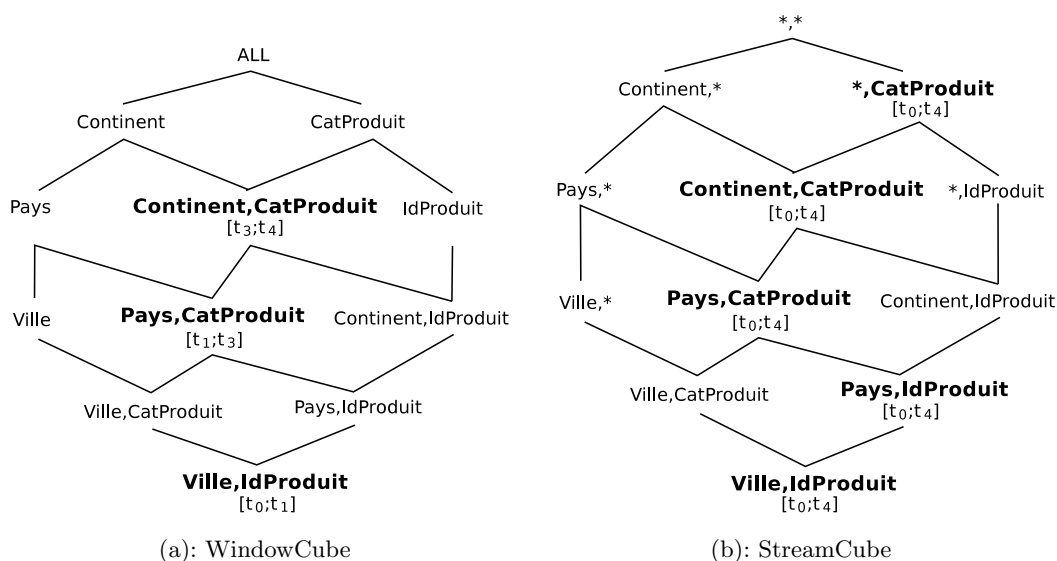 ALL
Continent CatProduit
Pays Continent,CatProduit IdProduit
[t3;t4]
Ville Pays,CatProduit Continent,IdProduit
[t1;t3]
Ville,CatProduit Pays,IdProduit
Ville,IdProduit
[t0;t1]
(a): WindowCube
*,*
Continent,* *,CatProduit
[t0;t4]
Pays,* Continent,CatProduit *,IdProduit
[t0;t4]
Ville,* Pays,CatProduit Continent,IdProduit
[t0;t4]
Ville,CatProduit Pays,IdProduit
[t0;t4]
Ville,IdProduit
[t0;t4]
(b): StreamCube